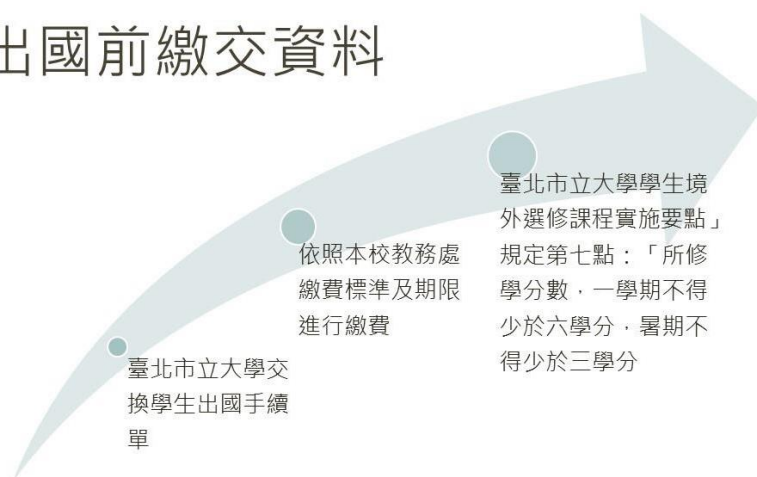 出國前繳交資料
臺北市立大學交
換學生出國手續
單
依照本校教務處
繳費標準及期限
進行繳費
臺北市立大學學生境
外選修課程實施要點」
規定第七點：「所修
學分數，一學期不得
少於六學分，暑期不
得少於三學分